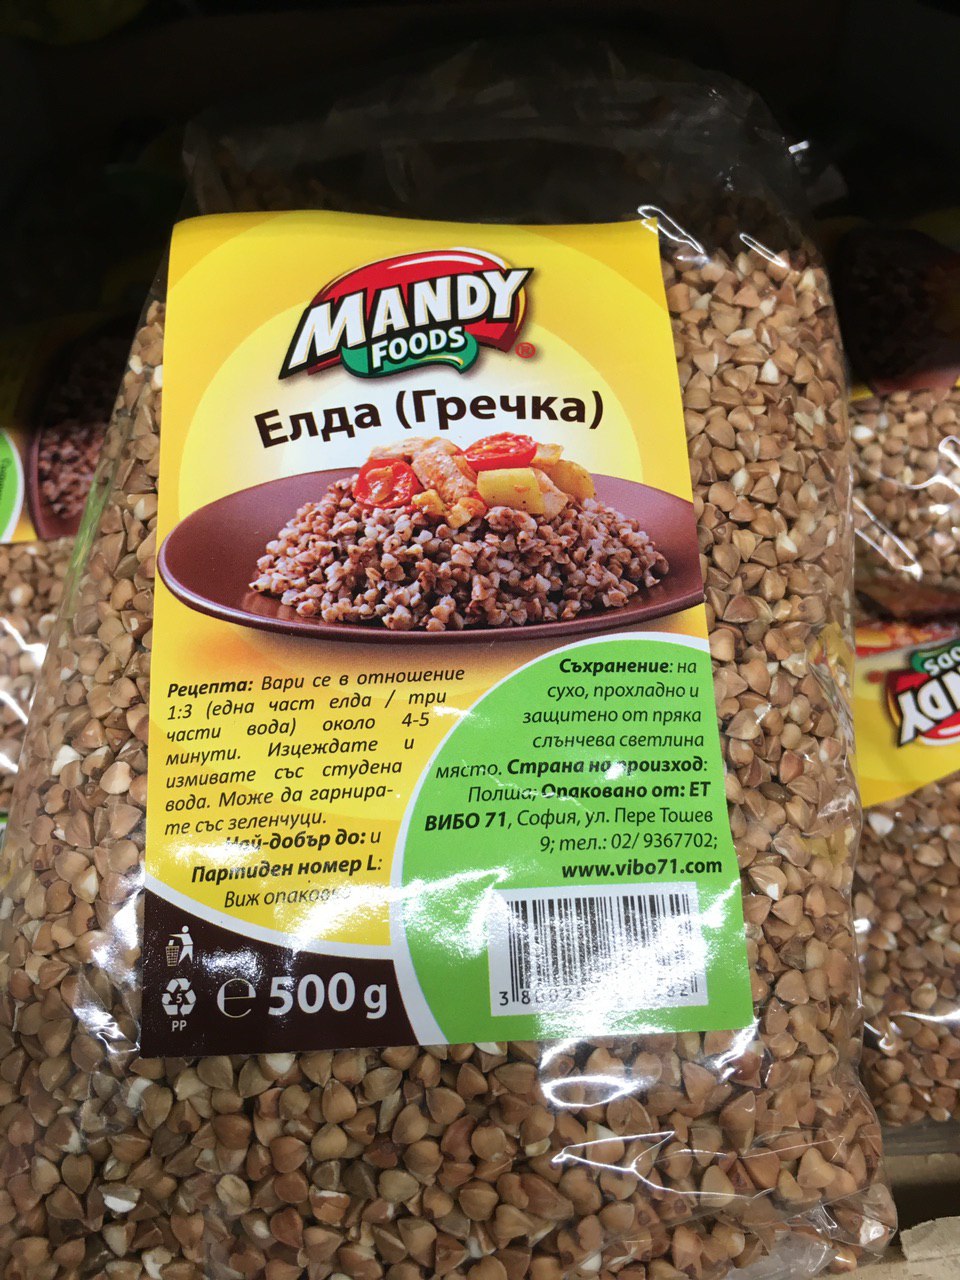 MANDY
FOODS
®
Елда (Гречка)
Рецепта: Вари се в отношение
1:3 (една част елда / три
части вода) около 4-5
минути. Изцеждате и
измивате със студена
вода. Може да гарнира-
те със зеленчуци.
Най-добър до: и
Партиден номер L:
Виж
Съхранение: на
сухо, прохладно и
защитено от пряка
слънчева светлина
място. Страна на произход:
Полша; Опаковано от: ЕТ
ВИБО 71, София, ул. Пере Тошев
9; тел.: 02/ 9367702;
www.vibo71.com
5
PP
℮ 500 g